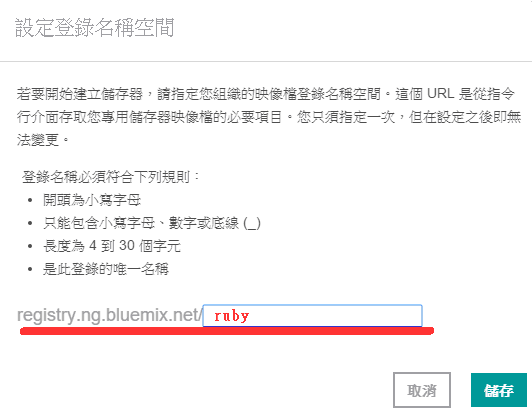 設定登錄名稱空間
若要開始建立儲存器，請指定您組織的映像檔登錄名稱空間。這個 URL 是從指令
行介面存取您專用儲存器映像檔的必要項目。您只須指定一次，但在設定之後即無
法變更。
登錄名稱必須符合下列規則：
• 開頭為小寫字母
• 只能包含小寫字母、數字或底線 (_)
• 長度為 4 到 30 個字元
• 是此登錄的唯一名稱
registry.ng.bluemix.net/ ruby
取消 儲存